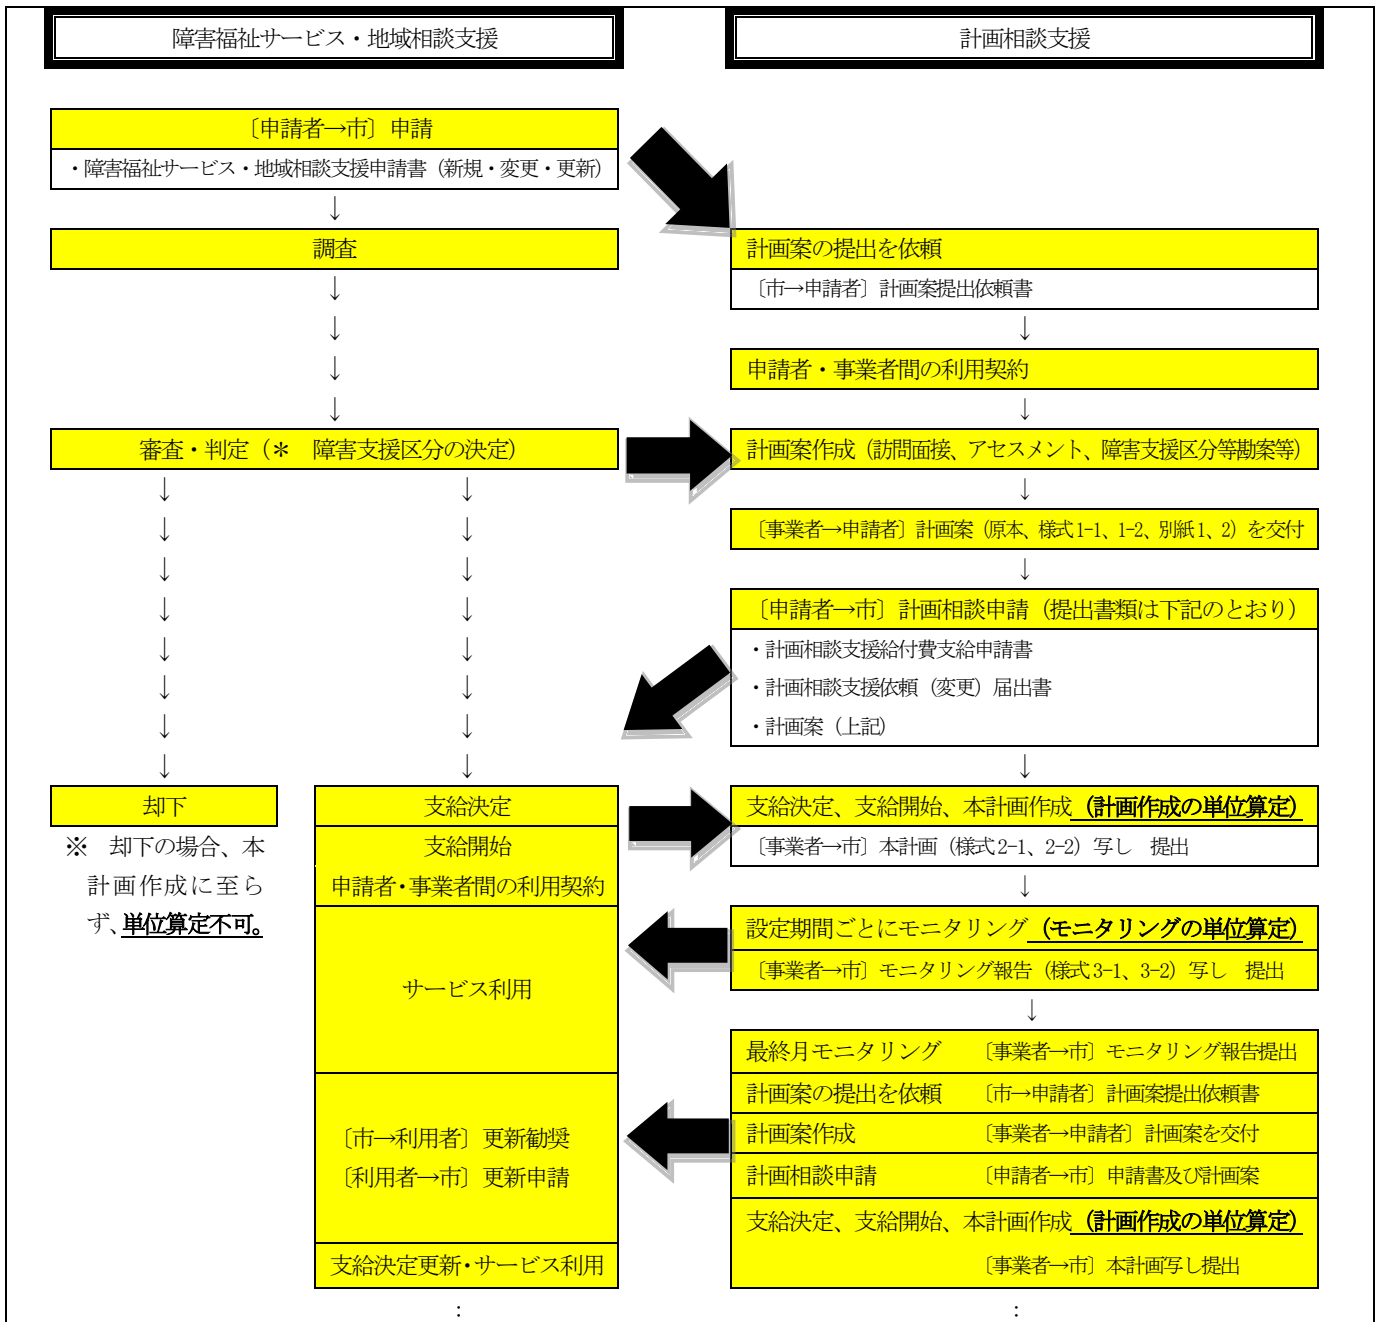 障害福祉サービス・地域相談支援
計画相談支援
〔申請者→市〕申請
・障害福祉サービス・地域相談支援申請書（新規・変更・更新）
↓
調査
↓
↓
↓
↓
審査・判定（＊　障害支援区分の決定）
↓ ↓
↓ ↓
↓ ↓
↓ ↓
↓ ↓
↓ ↓
↓ ↓
↓ ↓
却下
※　却下の場合、本
計画作成に至ら
ず、単位算定不可。
支給決定
支給開始
申請者・事業者間の利用契約
サービス利用
〔市→利用者〕更新勧奨
〔利用者→市〕更新申請
支給決定更新・サービス利用
：
計画案の提出を依頼
〔市→申請者〕計画案提出依頼書
↓
申請者・事業者間の利用契約
↓
計画案作成（訪問面接、アセスメント、障害支援区分等勘案等）
↓
〔事業者→申請者〕計画案（原本、様式1-1、1-2、別紙1、2）を交付
↓
〔申請者→市〕計画相談申請（提出書類は下記のとおり）
・計画相談支援給付費支給申請書
・計画相談支援依頼（変更）届出書
・計画案（上記）
↓
支給決定、支給開始、本計画作成（計画作成の単位算定）
〔事業者→市〕本計画（様式2-1、2-2）写し　提出
↓
設定期間ごとにモニタリング（モニタリングの単位算定）
〔事業者→市〕モニタリング報告（様式3-1、3-2）写し　提出
↓
最終月モニタリング　〔事業者→市〕モニタリング報告提出
計画案の提出を依頼　〔市→申請者〕計画案提出依頼書
計画案作成　〔事業者→申請者〕計画案を交付
計画相談申請　〔申請者→市〕申請書及び計画案
支給決定、支給開始、本計画作成（計画作成の単位算定）
〔事業者→市〕本計画写し提出
：